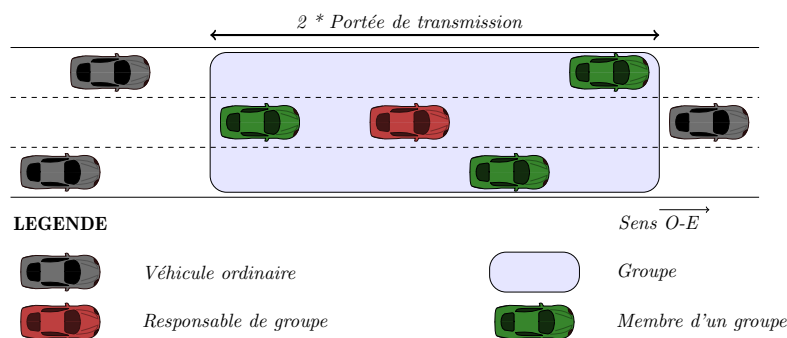 2 * Portée de transmission
LEGENDE
Sens O-E
Véhicule ordinaire
Groupe
Responsable de groupe
Membre d'un groupe